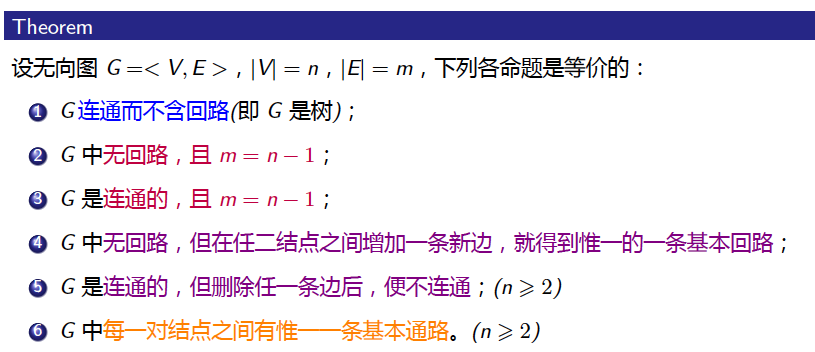 Theorem
设无向图 G =< V, E >，|V| = n，|E| = m，下列各命题是等价的：
1 G 连通而不含回路(即 G 是树)；
2 G 中无回路，且 m = n − 1；
3 G 是连通的，且 m = n − 1；
4 G 中无回路，但在任二结点之间增加一条新边，就得到惟一的一条基本回路；
5 G 是连通的，但删除任一条边后，便不连通；(n ⩾ 2)
6 G 中每一对结点之间有惟一一条基本通路。(n ⩾ 2)